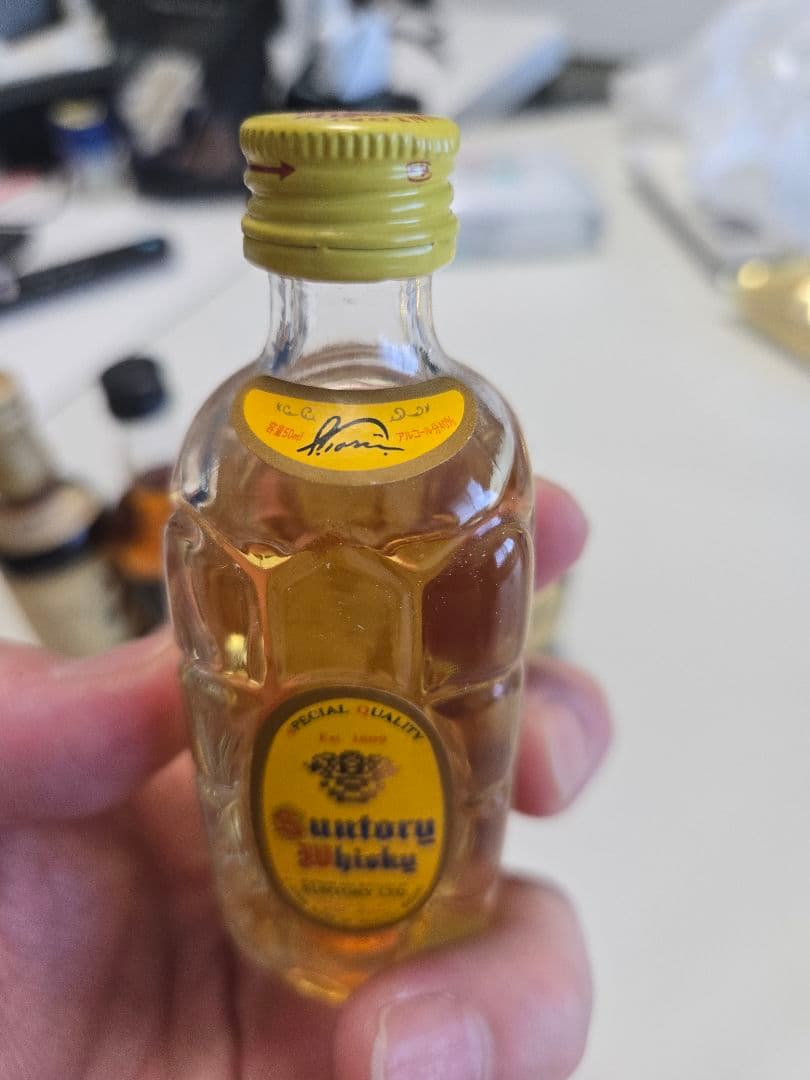 容量50㎖
アルコール分40%
SPECIAL QUALITY
Est. 1899
Suntory
Whisky
SUNTORY LTD